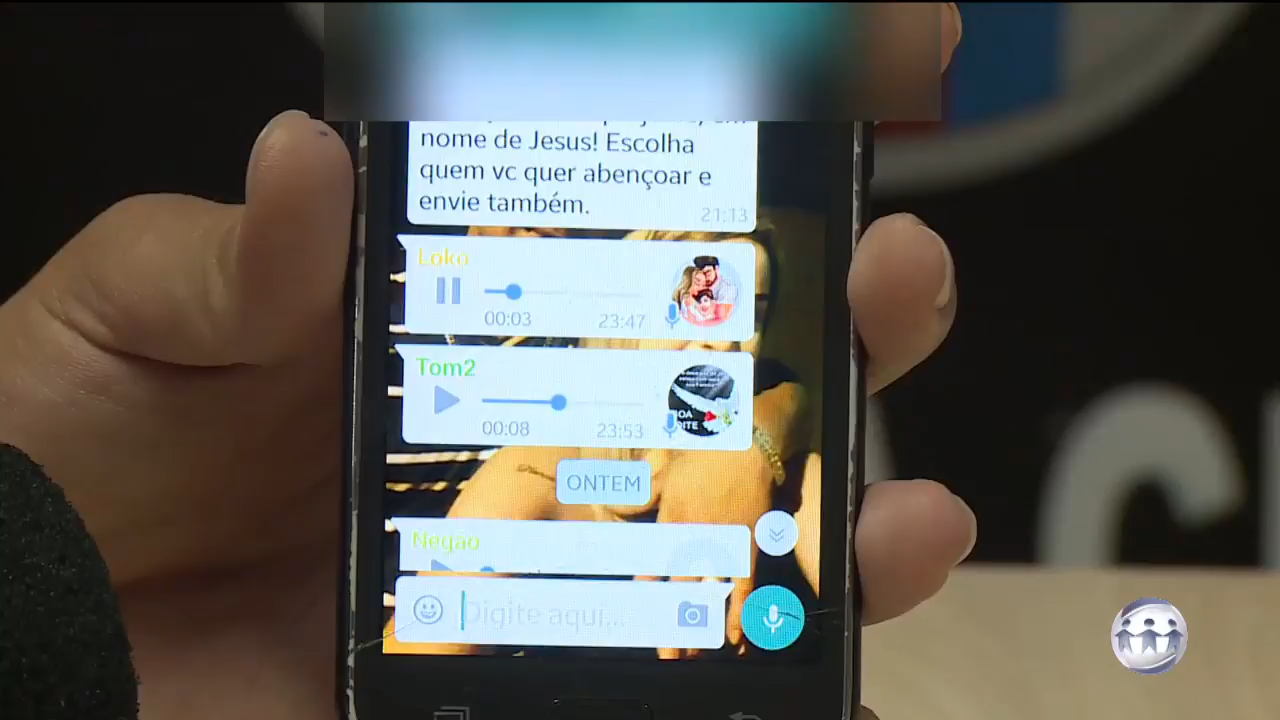 nome de Jesus! Escolha
quem vc quer abençoar e
envie também.
21:13
Loko
00:03
23:47
Tom2
00:08
23:53
ONTEM
Negão
Digite aqui...